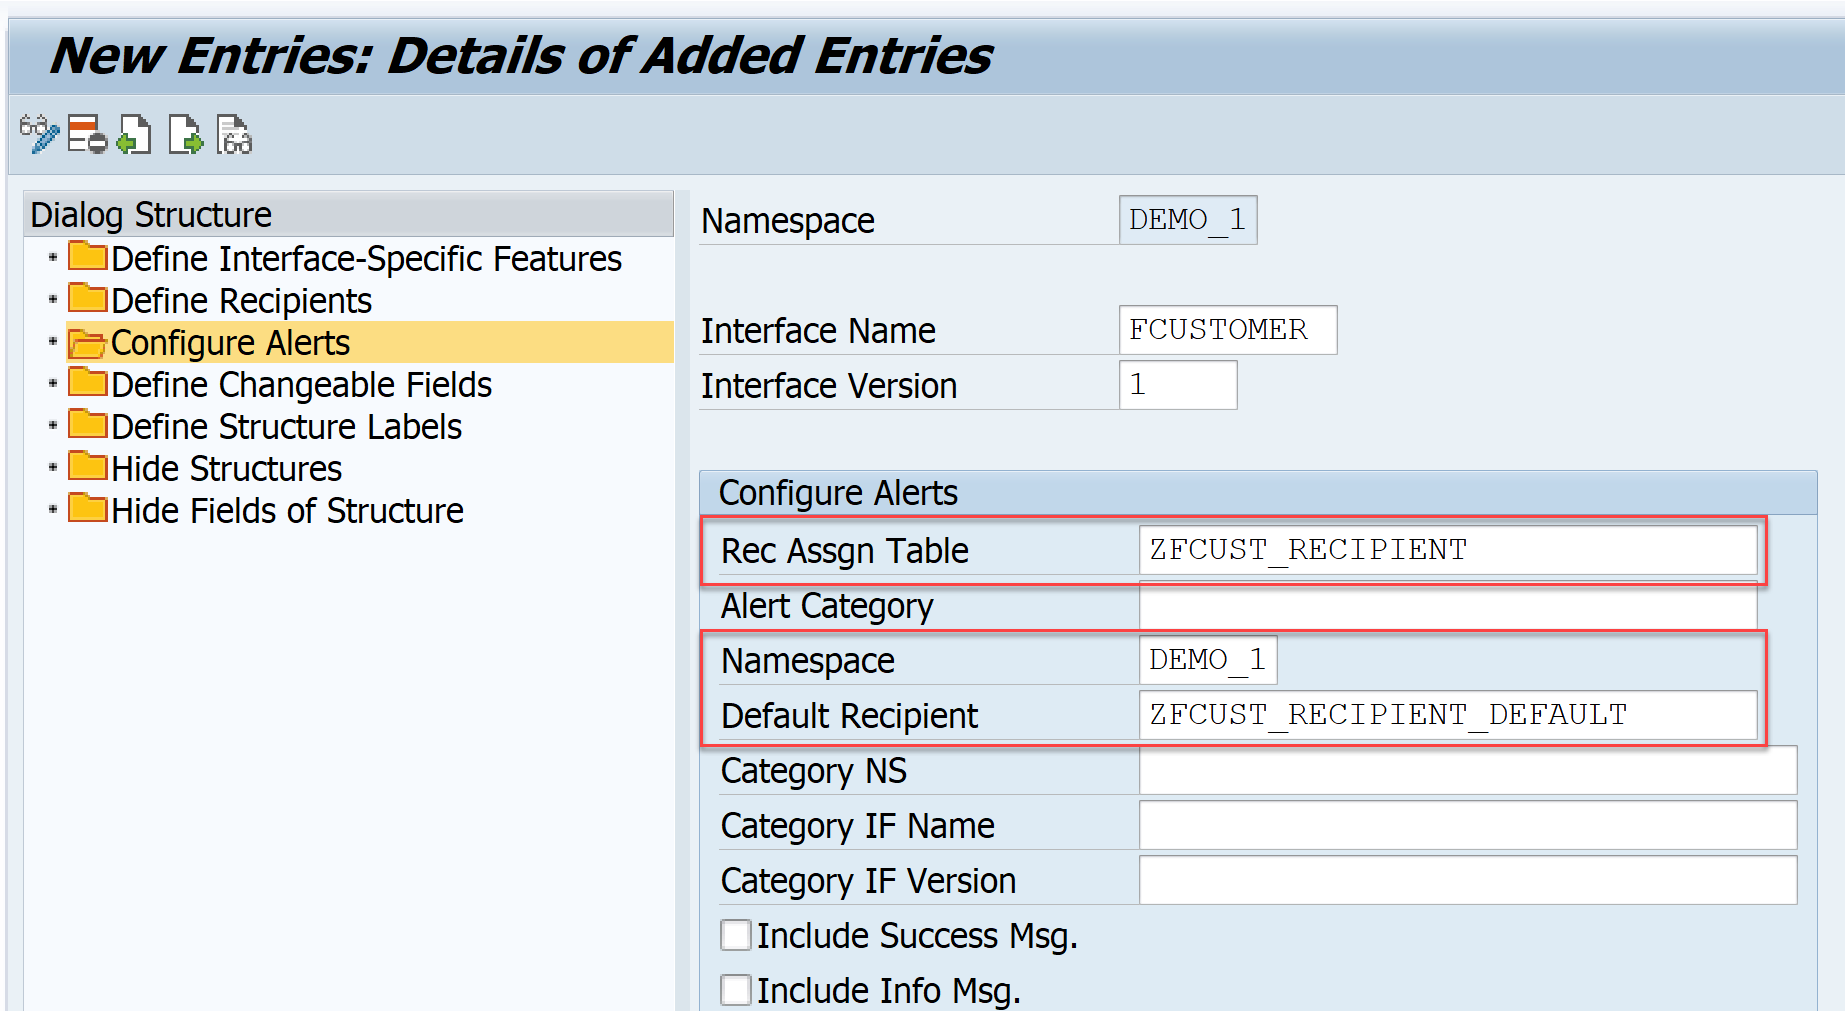 New Entries: Details of Added Entries
Dialog Structure
Define Interface-Specific Features
Define Recipients
Configure Alerts
Define Changeable Fields
Define Structure Labels
Hide Structures
Hide Fields of Structure
Namespace DEMO_1
Interface Name FCUSTOMER
Interface Version 1
Configure Alerts
Rec Assgn Table ZFCUST_RECIPIENT
Alert Category
Namespace DEMO_1
Default Recipient ZFCUST_RECIPIENT_DEFAULT
Category NS
Category IF Name
Category IF Version
Include Success Msg.
Include Info Msg.